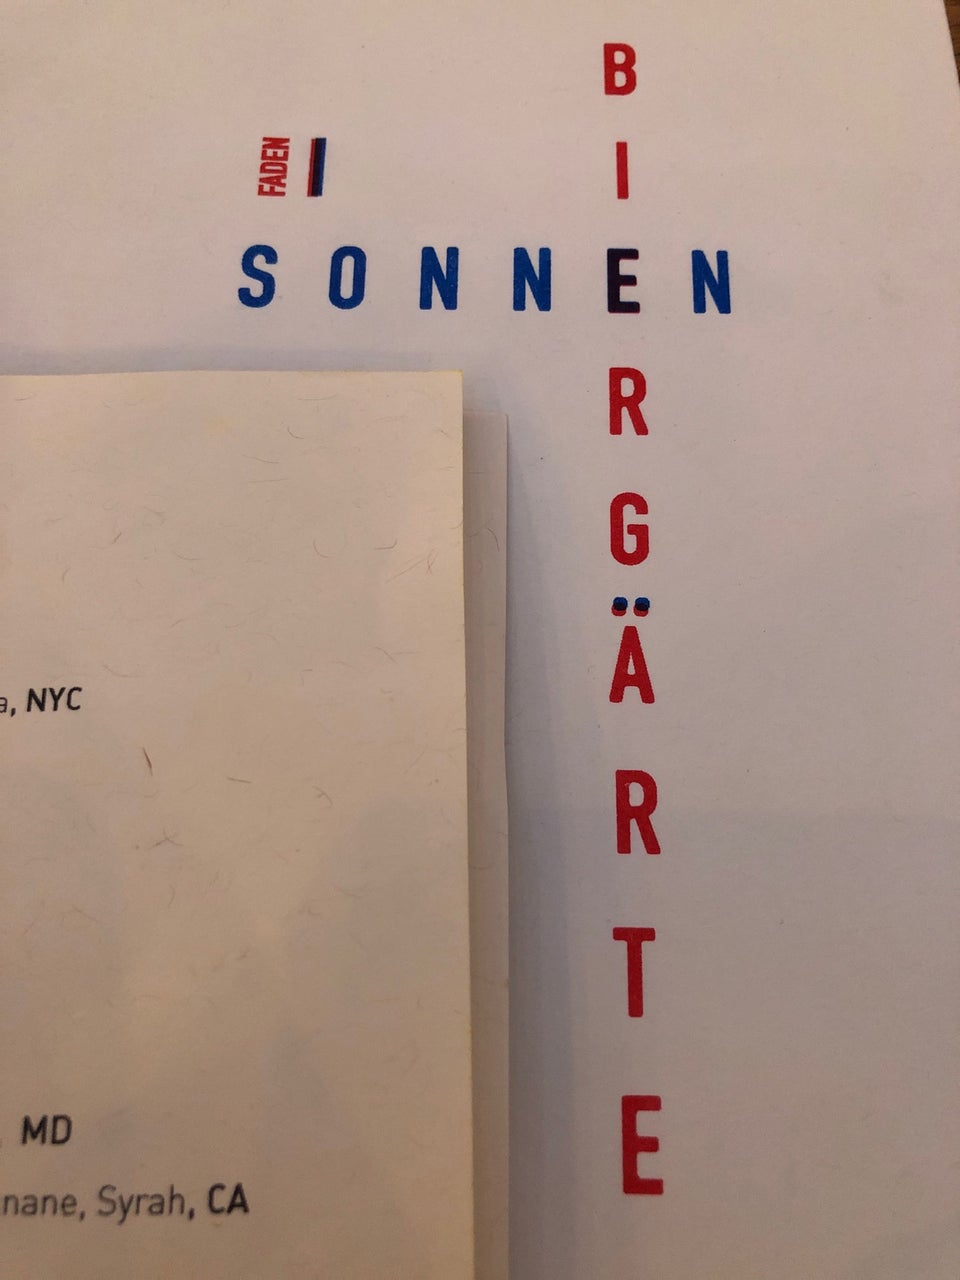 BIERGÄRTE
FADEN
SONNEN
NYC
MD
Syrah, CA